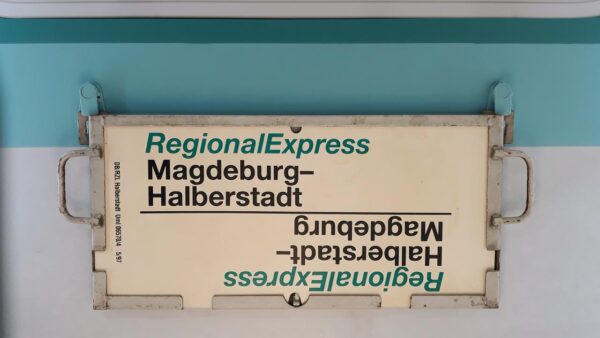 RegionalExpress
Magdeburg–
Halberstadt
RegionalExpress
Halberstadt–
Magdeburg